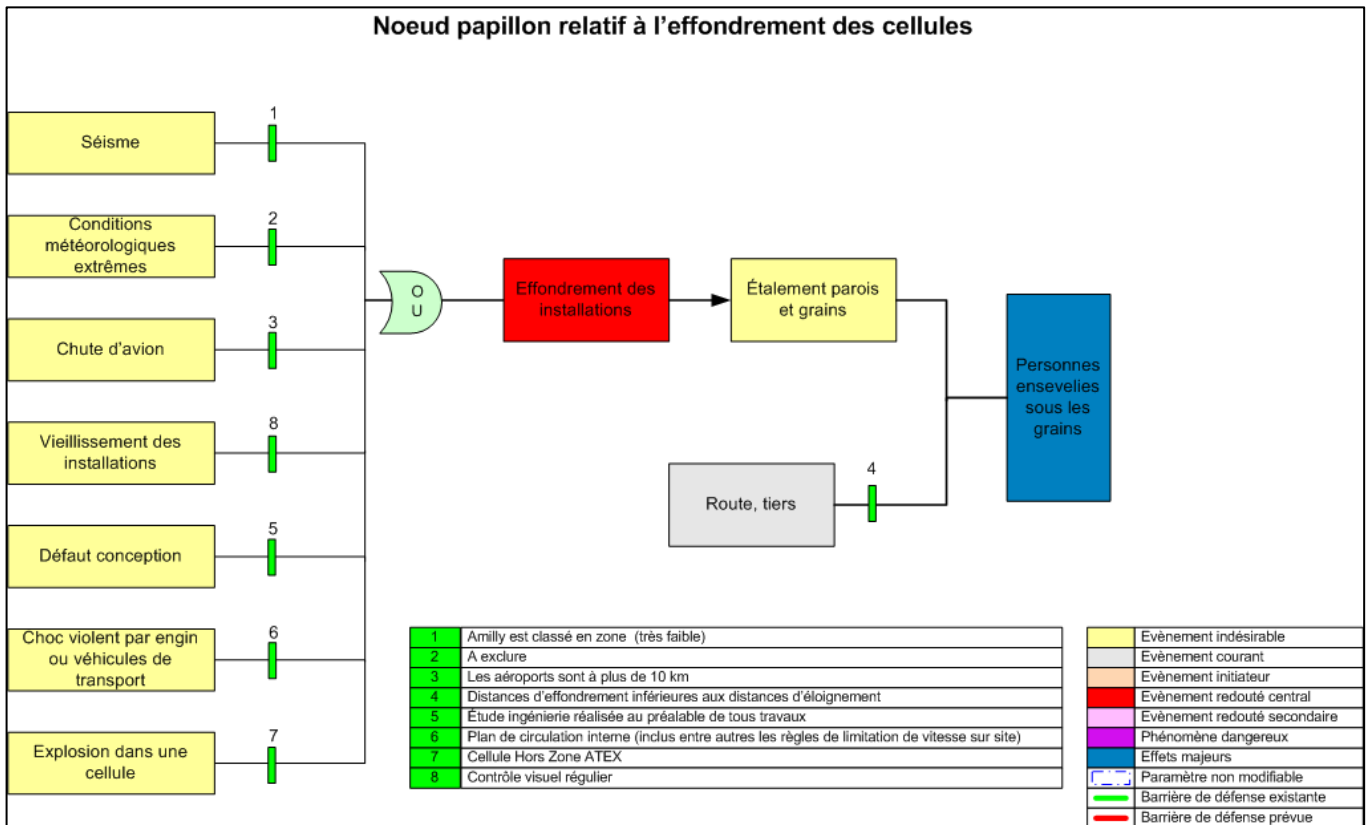 Noeud papillon relatif à l'effondrement des cellules
1
Séisme
2
Conditions
météorologiques
extrêmes
3
Chute d'avion
8
Vieillissement des
installations
5
Défaut conception
6
Choc violent par engin
ou véhicules de
transport
7
Explosion dans une
cellule
O
U
Effondrement des
installations
Étalement parois
et grains
4
Route, tiers
Personnes
ensevelies
sous les
grains
1 Amilly est classé en zone (très faible)
2 A exclure
3 Les aéroports sont à plus de 10 km
4 Distances d'effondrement inférieures aux distances d'éloignement
5 Étude ingénierie réalisée au préalable de tous travaux
6 Plan de circulation interne (inclus entre autres les règles de limitation de vitesse sur site)
7 Cellule Hors Zone ATEX
8 Contrôle visuel régulier
Evènement indésirable
Evènement courant
Evènement initiateur
Evènement redouté central
Evènement redouté secondaire
Phénomène dangereux
Effets majeurs
Paramètre non modifiable
Barrière de défense existante
Barrière de défense prévue